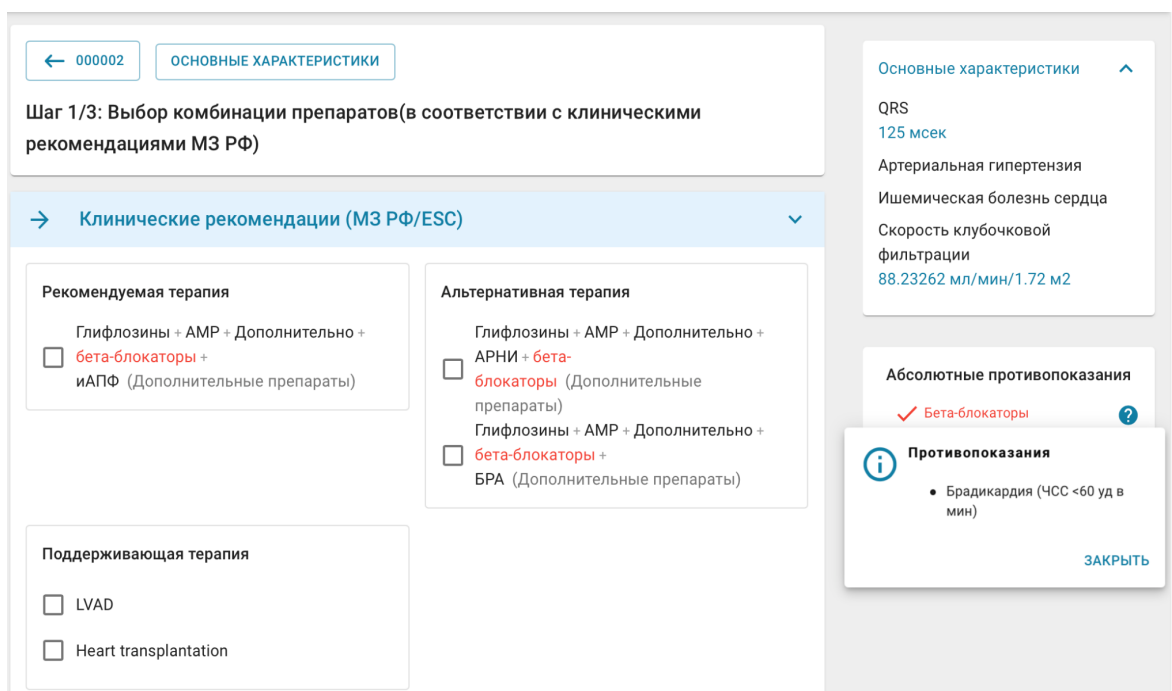 ← 000002
ОСНОВНЫЕ ХАРАКТЕРИСТИКИ
Шаг 1/3: Выбор комбинации препаратов(в соответствии с клиническими
рекомендациями МЗ РФ)
→ Клинические рекомендации (МЗ РФ/ESC)
Рекомендуемая терапия
Глифлозины + АМР + Дополнительно +
бета-блокаторы +
иАПФ (Дополнительные препараты)
Альтернативная терапия
Глифлозины + АМР + Дополнительно +
АРНИ + бета-
блокаторы (Дополнительные
препараты)
Глифлозины + АМР + Дополнительно +
бета-блокаторы +
БРА (Дополнительные препараты)
Поддерживающая терапия
LVAD
Heart transplantation
Основные характеристики
QRS
125 мсек
Артериальная гипертензия
Ишемическая болезнь сердца
Скорость клубочковой
фильтрации
88.23262 мл/мин/1.72 м2
Абсолютные противопоказания
Бета-блокаторы ?
Противопоказания
• Брадикардия (ЧСС <60 уд в
мин)
ЗАКРЫТЬ